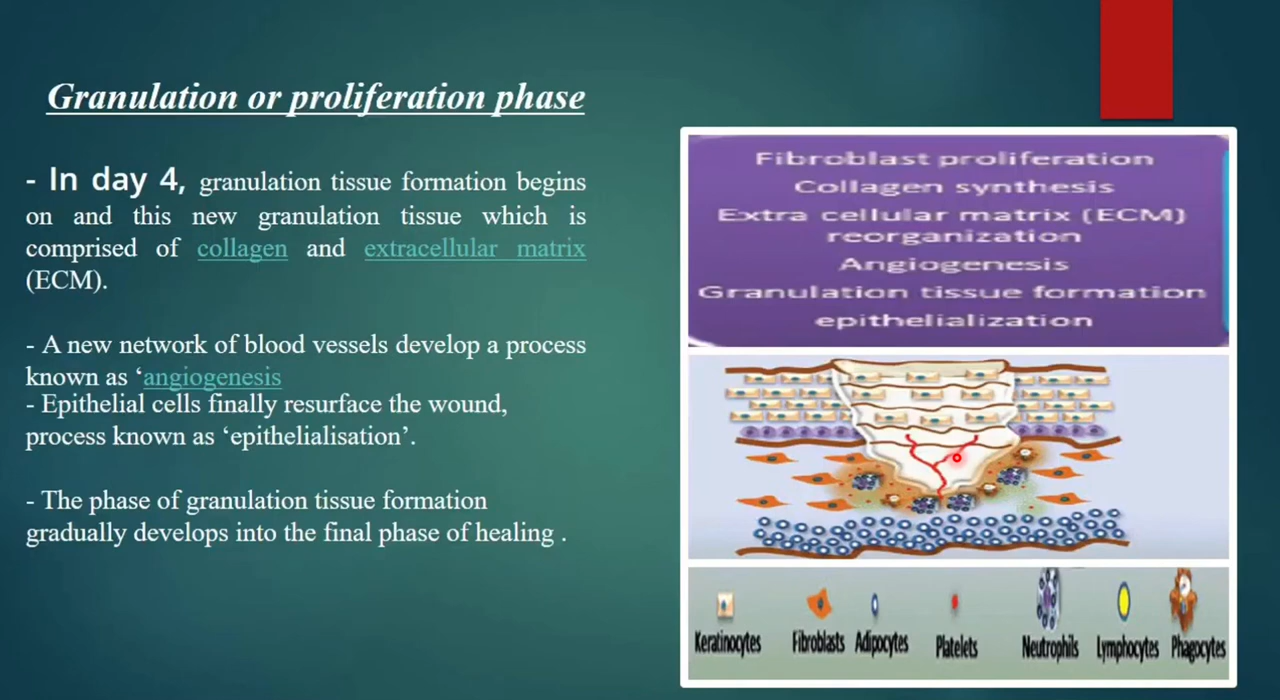 Granulation or proliferation phase
- In day 4, granulation tissue formation begins
on and this new granulation tissue which is
comprised of collagen and extracellular matrix
(ECM).
- A new network of blood vessels develop a process
known as ‘angiogenesis
- Epithelial cells finally resurface the wound,
process known as ‘epithelialisation’.
- The phase of granulation tissue formation
gradually develops into the final phase of healing .
Fibroblast proliferation
Collagen synthesis
Extra cellular matrix (ECM)
reorganization
Angiogenesis
Granulation tissue formation
epithelialization
Keratinocytes Fibroblasts Adipocytes Platelets Neutrophils Lymphocytes Phagocytes